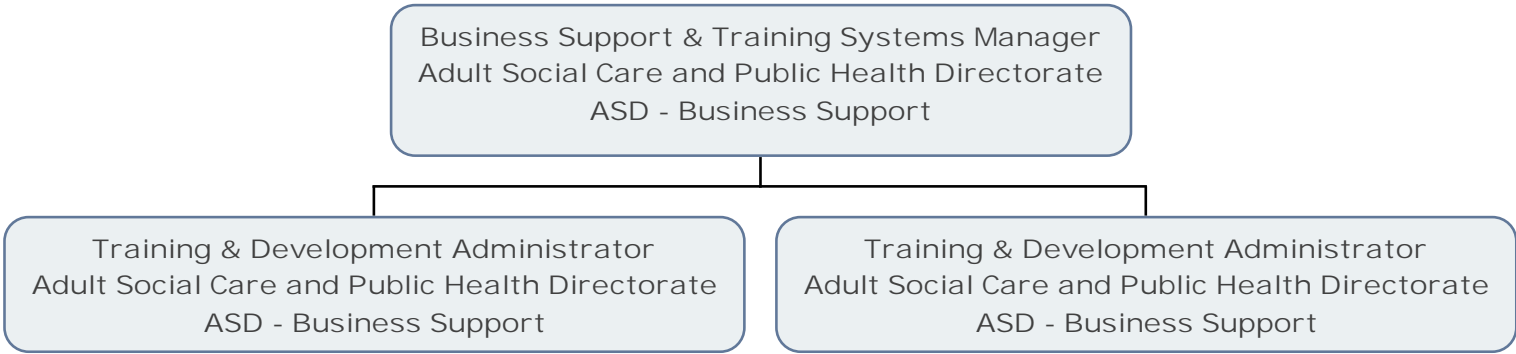 Business Support & Training Systems Manager
Adult Social Care and Public Health Directorate
ASD - Business Support
Training & Development Administrator
Adult Social Care and Public Health Directorate
ASD - Business Support
Training & Development Administrator
Adult Social Care and Public Health Directorate
ASD - Business Support